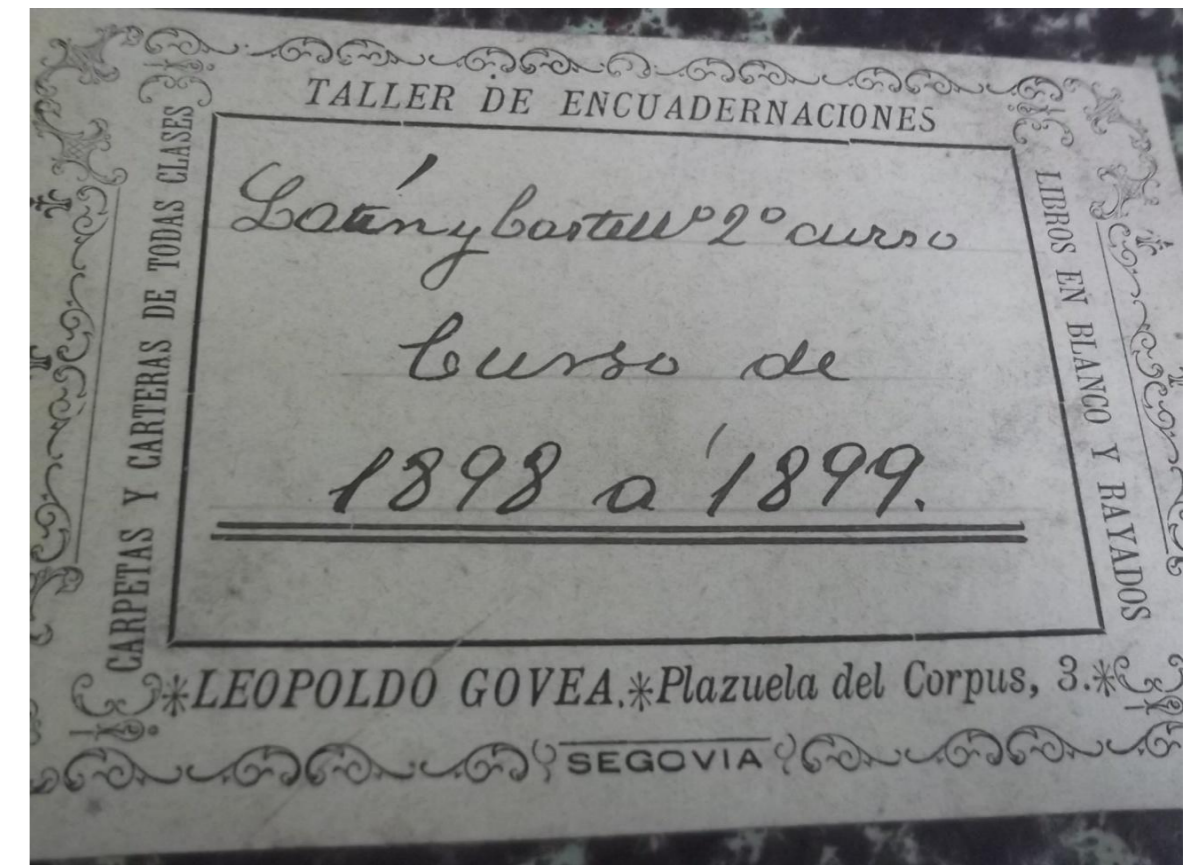 TALLER DE ENCUADERNACIONES
CARPETAS Y CARTERAS DE TODAS CLASES
Latín y Castellº 2º curso
Curso de
1898 a 1899.
LIBROS EN BLANCO Y RAYADOS
*LEOPOLDO GOVEA.*Plazuela del Corpus, 3.*
SEGOVIA